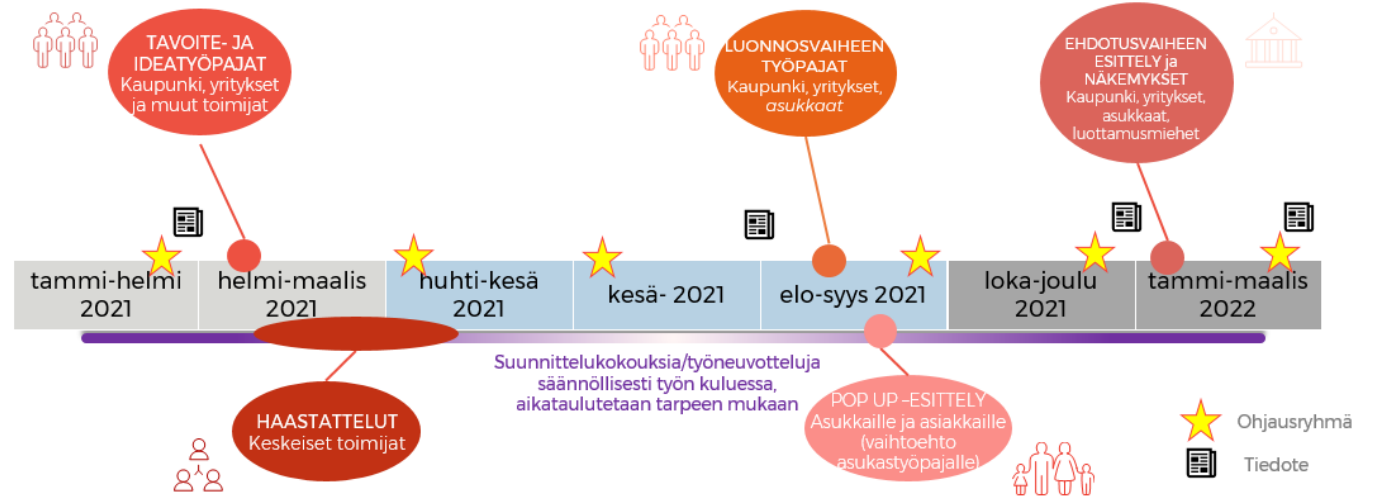 TAVOITE- JA
IDEATYÖPAJAT
Kaupunki, yritykset
ja muut toimijat
LUONNOSVAIHEEN
TYÖPAJAT
Kaupunki, yritykset,
asukkaat
EHDOTUSVAIHEEN
ESITTELY ja
NÄKEMYKSET
Kaupunki, yritykset,
asukkaat,
luottamusmiehet
tammi-helmi
2021
helmi-maalis
2021
huhti-kesä
2021
kesä- 2021
elo-syys 2021
loka-joulu
2021
tammi-maalis
2022
Suunnittelukokouksia/työneuvotteluja
säännöllisesti työn kuluessa,
aikataulutetaan tarpeen mukaan
HAASTATTELUT
Keskeiset toimijat
POP UP –ESITTELY
Asukkaille ja asiakkaille
(vaihtoehto
asukastyöpajalle)
Ohjausryhmä
Tiedote